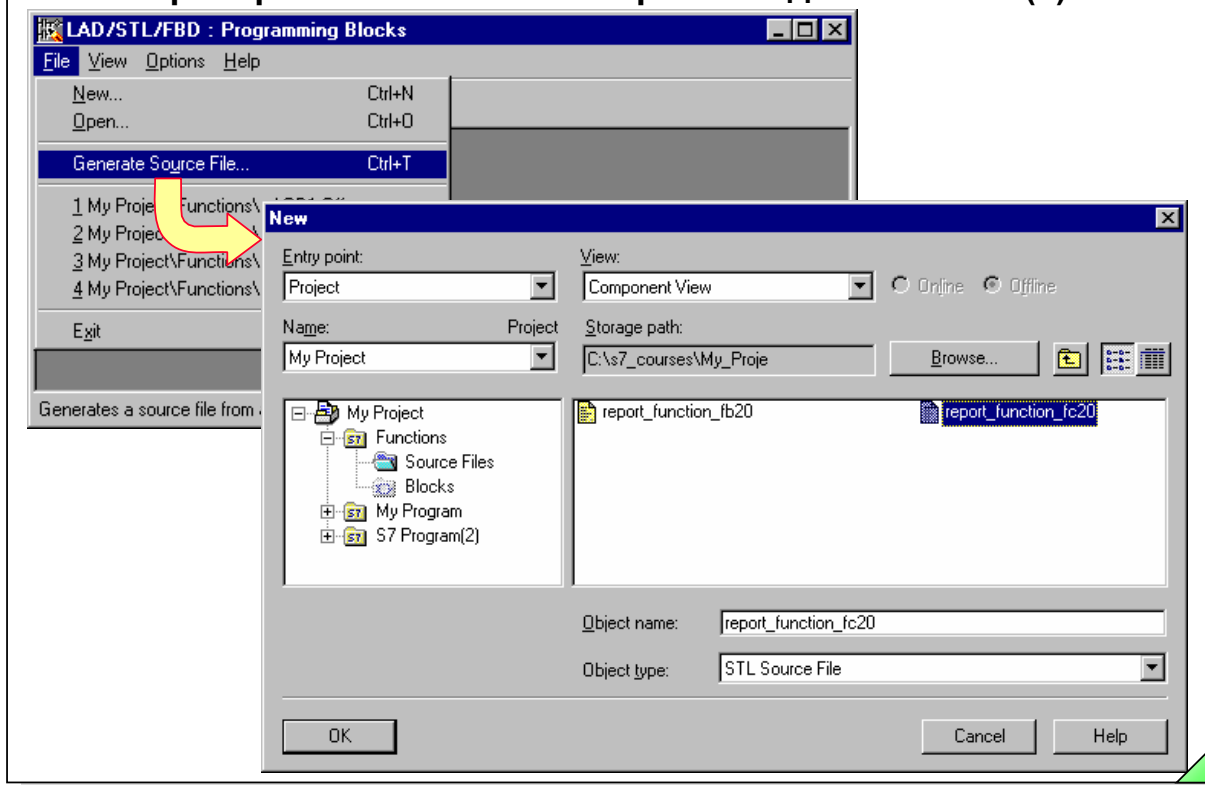 LAD/STL/FBD : Programming Blocks
File View Options Help
New... Ctrl+N
Open... Ctrl+O
Generate Source File... Ctrl+T
1 My Project\Functions\
2 My Project
3 My Project\Functions\
4 My Project\Functions\
Exit
Generates a source file from
New
Entry point:
View:
Project
Component View
Online Offline
Name: Project
Storage path:
My Project
C:\s7_courses\My_Proje
Browse...
My Project
Functions
Source Files
Blocks
My Program
S7 Program(2)
report_function_fb20
report_function_fc20
Object name:
report_function_fc20
Object type:
STL Source File
OK
Cancel
Help